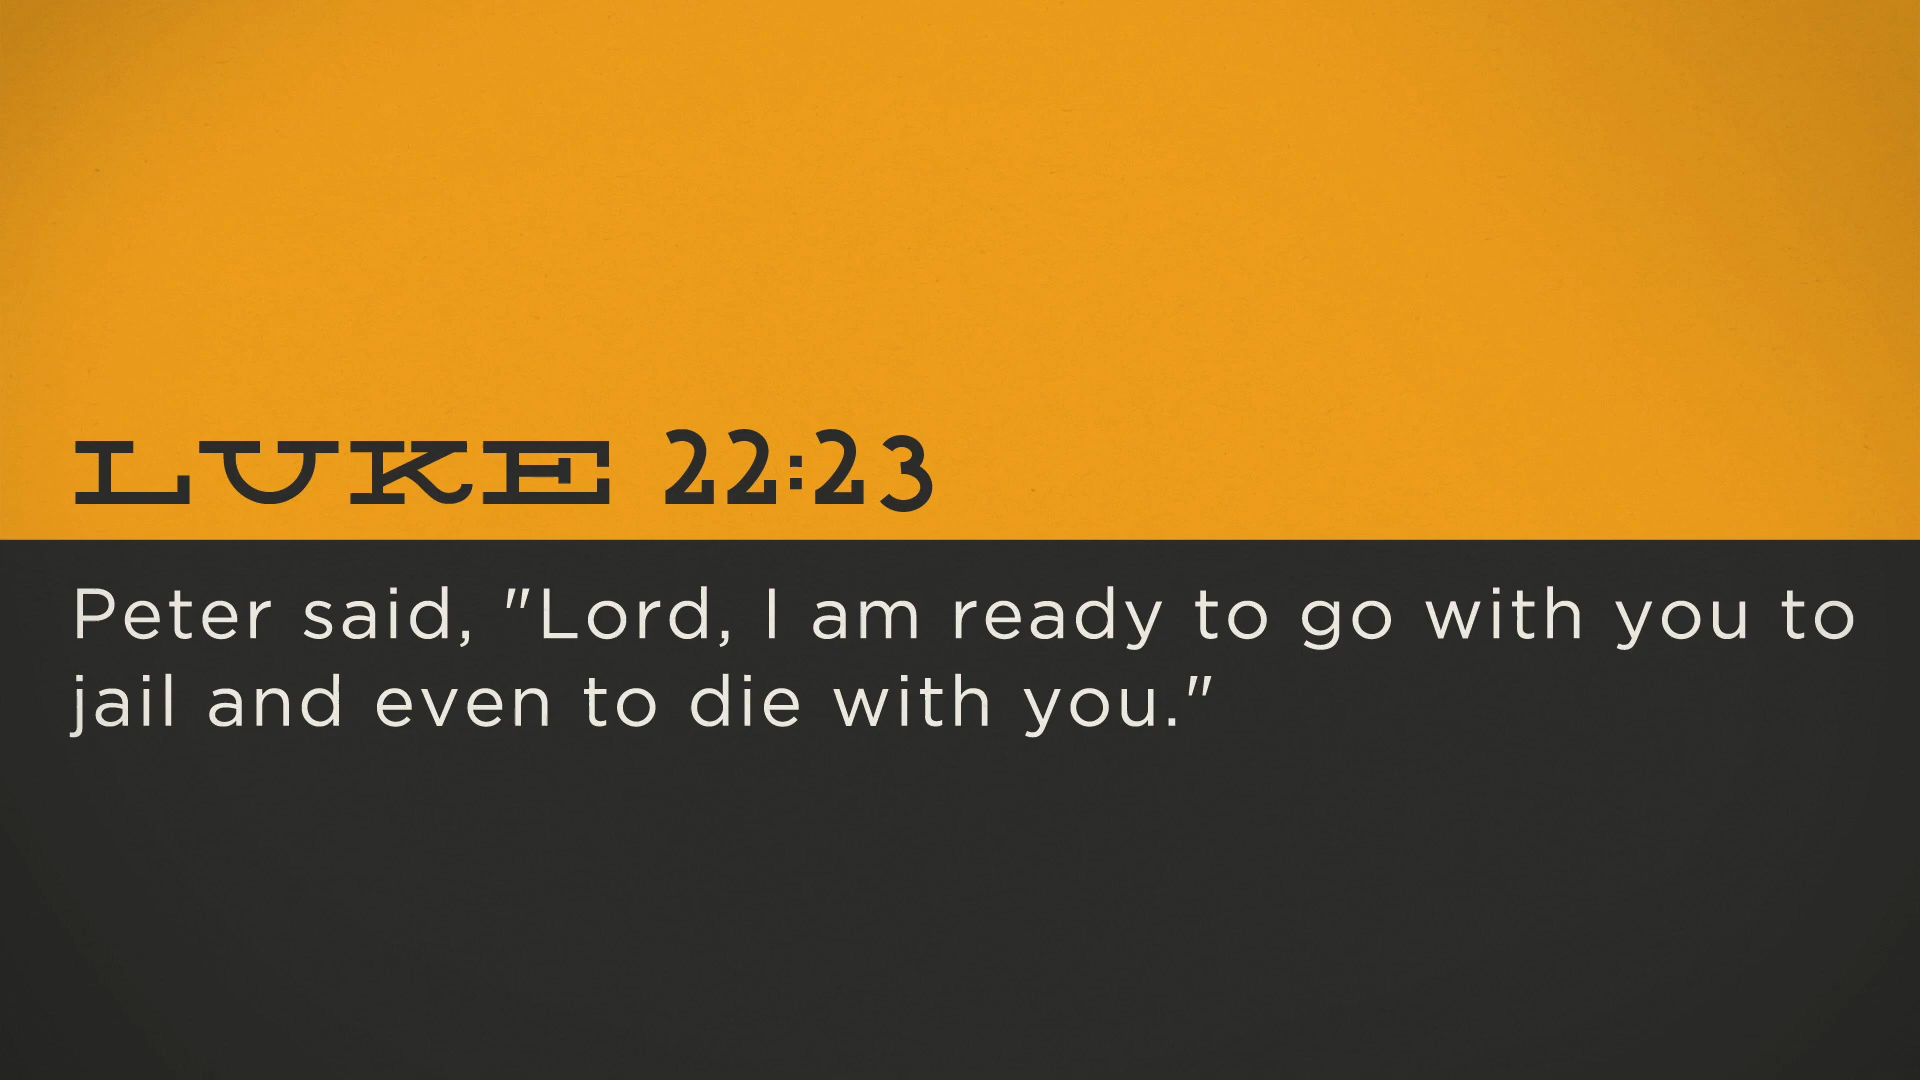 LUKE 22:23
Peter said, "Lord, I am ready to go with you to
jail and even to die with you."